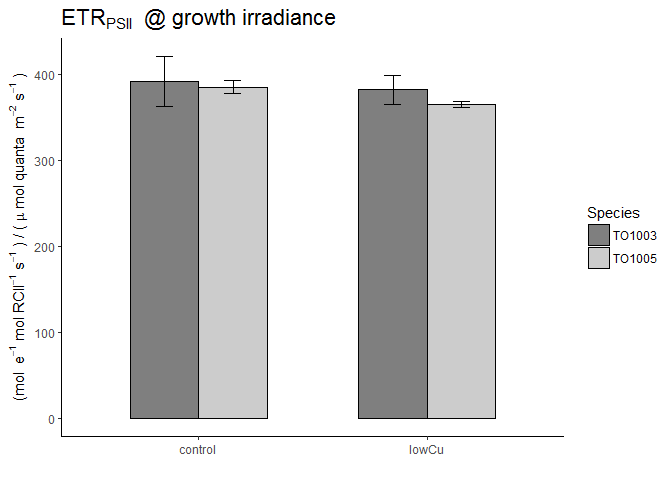 ETR_PSII @ growth irradiance
(mol e⁻¹ mol RCII⁻¹ s⁻¹ ) / ( μ mol quanta m⁻² s⁻¹ )
400
300
200
100
0
control lowCu
Species
TO1003
TO1005